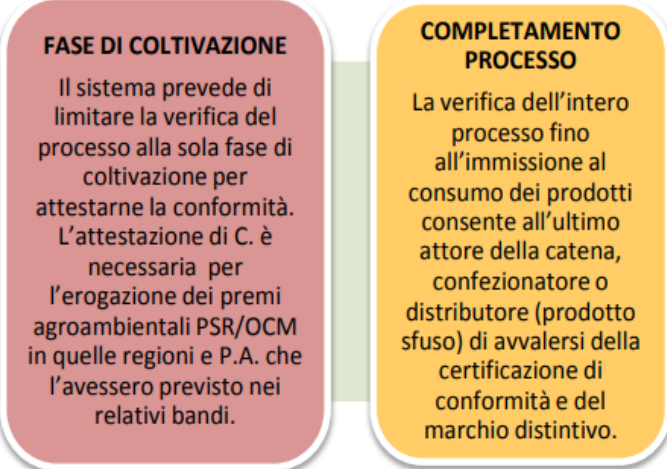 FASE DI COLTIVAZIONE
Il sistema prevede di
limitare la verifica del
processo alla sola fase di
coltivazione per
attestarne la conformità.
L'attestazione di C. è
necessaria per
l'erogazione dei premi
agroambientali PSR/OCM
in quelle regioni e P.A. che
l'avessero previsto nei
relativi bandi.
COMPLETAMENTO
PROCESSO
La verifica dell'intero
processo fino
all'immissione al
consumo dei prodotti
consente all'ultimo
attore della catena,
confezionatore o
distributore (prodotto
sfuso) di avvalersi della
certificazione di
conformità e del
marchio distintivo.